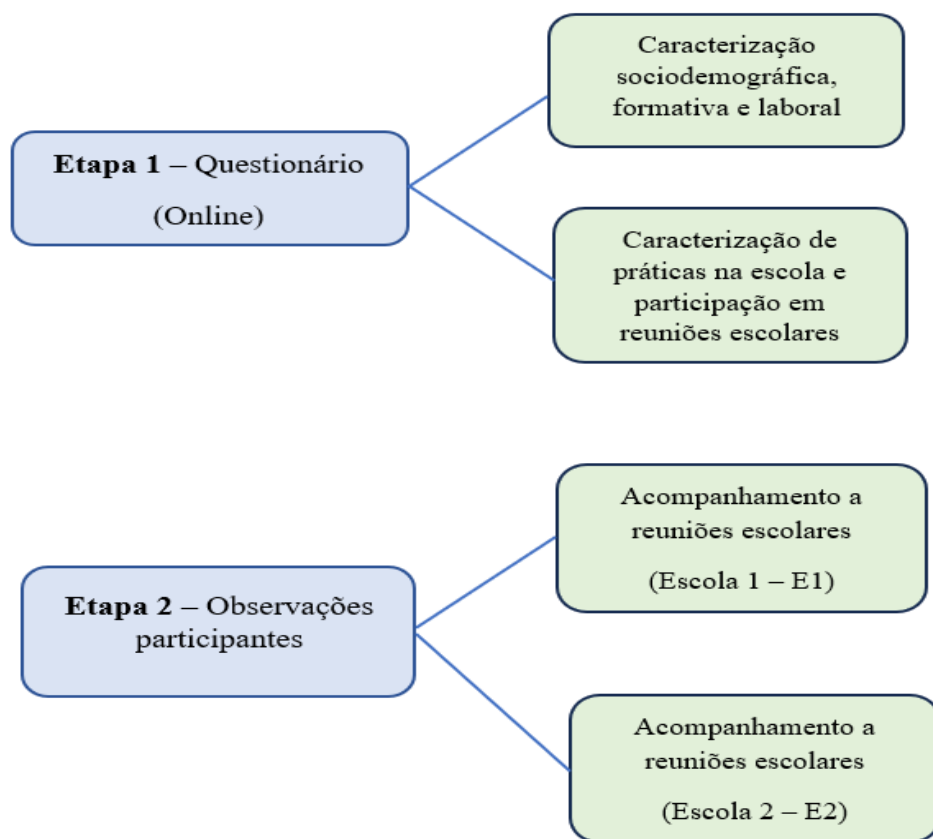 Etapa 1 – Questionário
(Online)
Caracterização
sociodemográfica,
formativa e laboral
Caracterização de
práticas na escola e
participação em
reuniões escolares
Etapa 2 – Observações
participantes
Acompanhamento a
reuniões escolares
(Escola 1 – E1)
Acompanhamento a
reuniões escolares
(Escola 2 – E2)